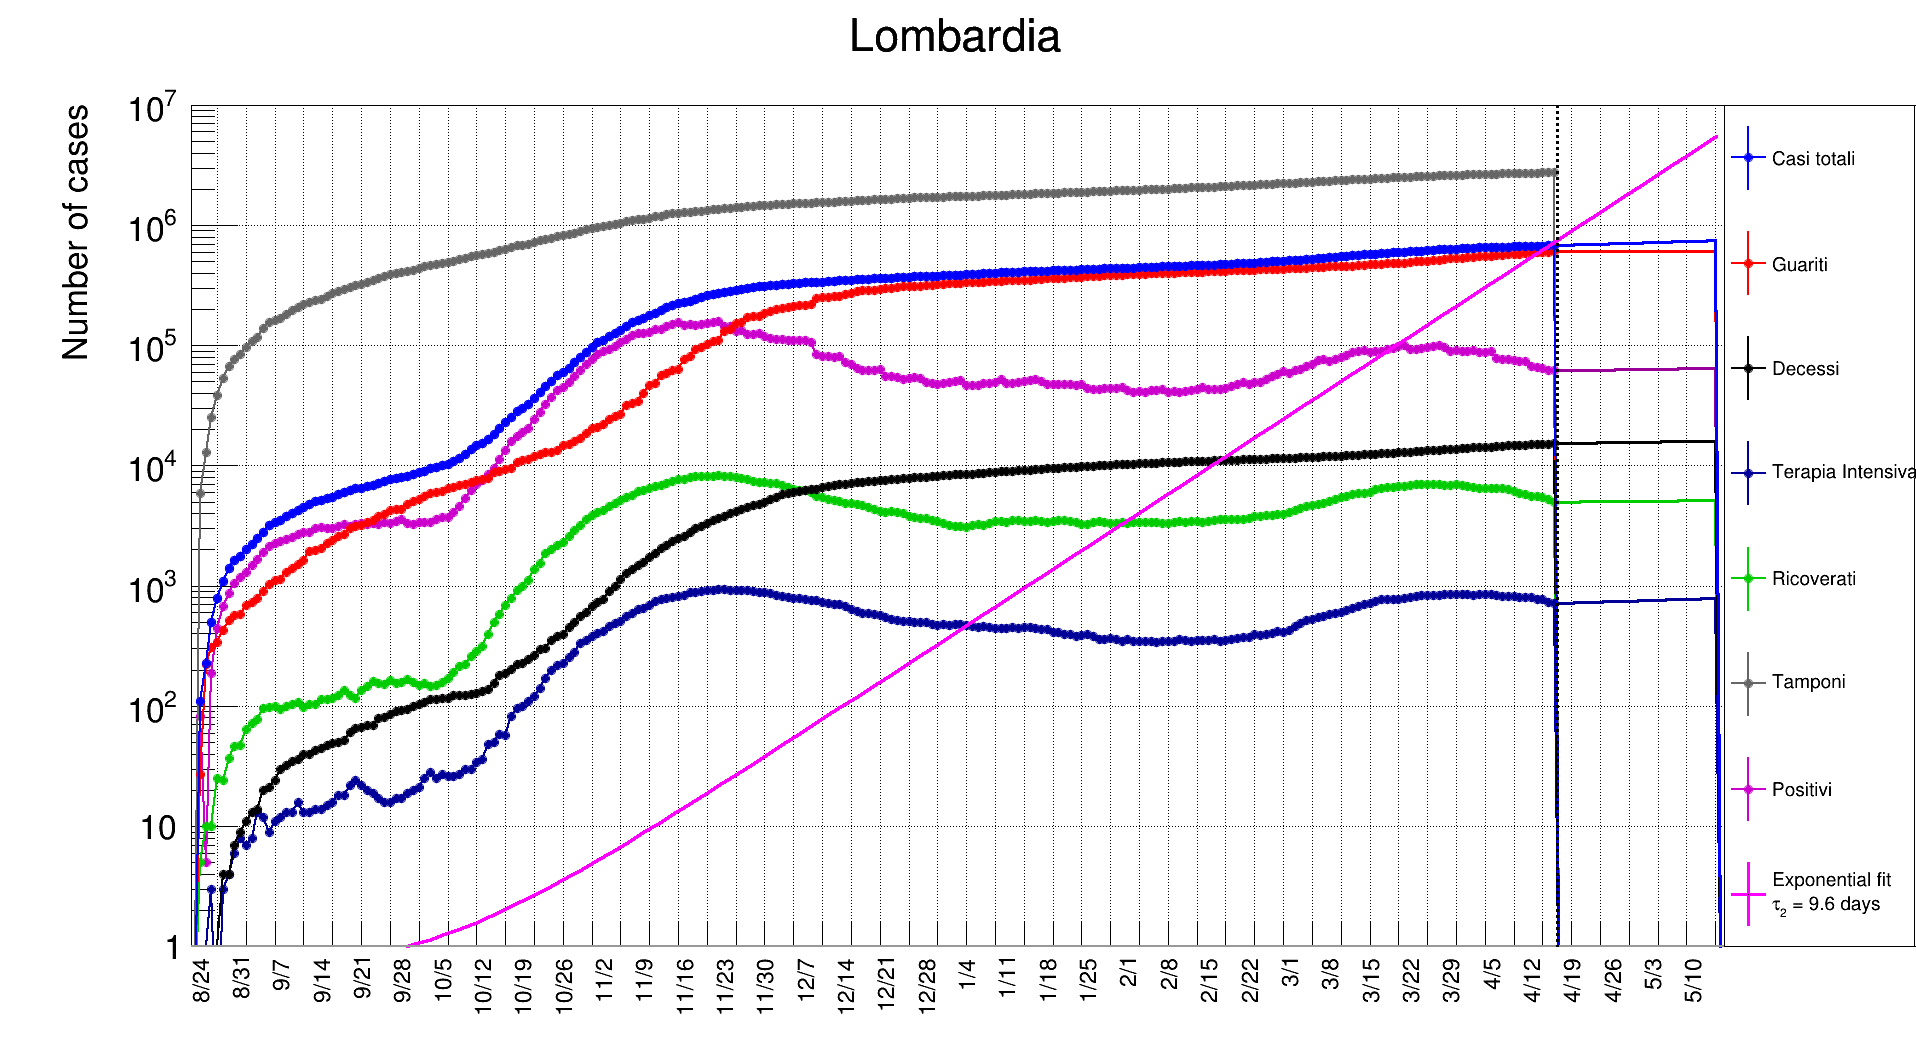 Lombardia
Number of cases
10^7
10^6
10^5
10^4
10^3
10^2
10
1
8/24 8/31 9/7 9/14 9/21 9/28 10/5 10/12 10/19 10/26 11/2 11/9 11/16 11/23 11/30 12/7 12/14 12/21 12/28 1/4 1/11 1/18 1/25 2/1 2/8 2/15 2/22 3/1 3/8 3/15 3/22 3/29 4/5 4/12 4/19 4/26 5/3 5/10
Casi totali
Guariti
Decessi
Terapia Intensiva
Ricoverati
Tamponi
Positivi
Exponential fit
τ₂ = 9.6 days